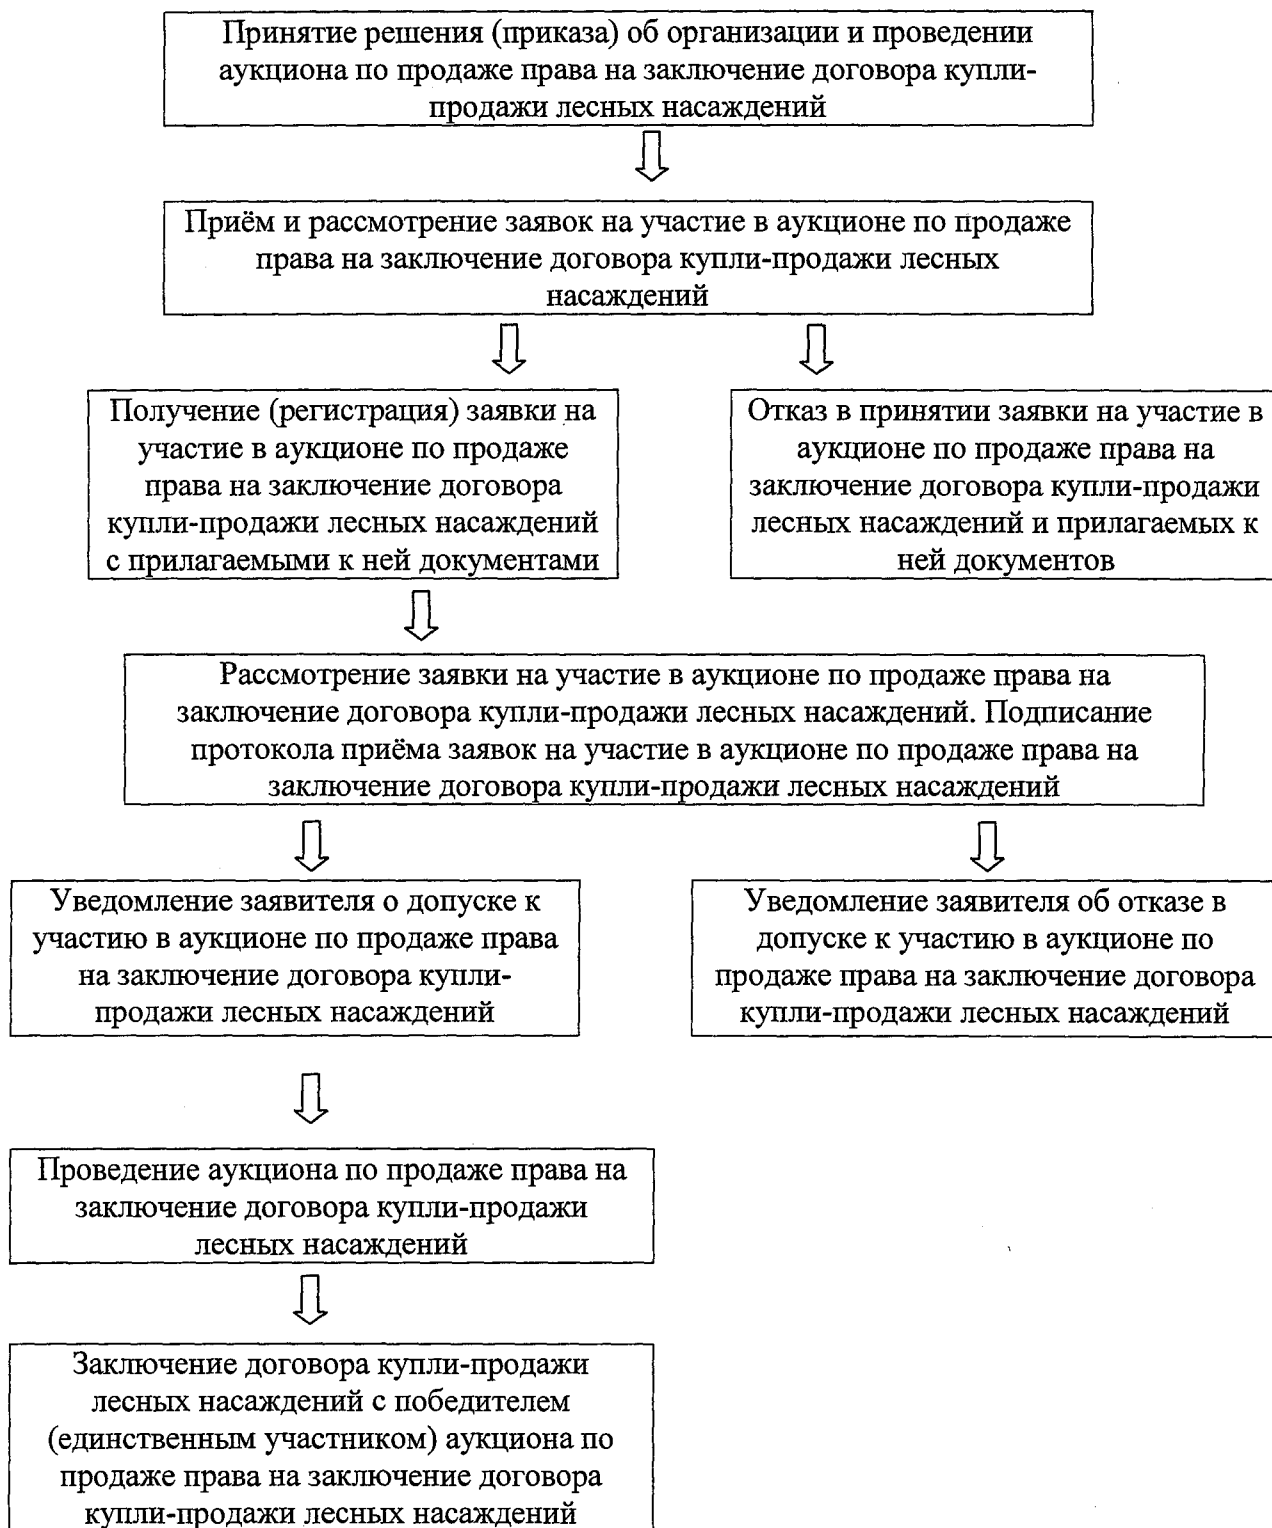 Принятие решения (приказа) об организации и проведении
аукциона по продаже права на заключение договора купли-
продажи лесных насаждений
Приём и рассмотрение заявок на участие в аукционе по продаже
права на заключение договора купли-продажи лесных
насаждений
Получение (регистрация) заявки на
участие в аукционе по продаже
права на заключение договора
купли-продажи лесных насаждений
с прилагаемыми к ней документами
Отказ в принятии заявки на участие в
аукционе по продаже права на
заключение договора купли-продажи
лесных насаждений и прилагаемых к
ней документов
Рассмотрение заявки на участие в аукционе по продаже права на
заключение договора купли-продажи лесных насаждений. Подписание
протокола приёма заявок на участие в аукционе по продаже права на
заключение договора купли-продажи лесных насаждений
Уведомление заявителя о допуске к
участию в аукционе по продаже права
на заключение договора купли-
продажи лесных насаждений
Уведомление заявителя об отказе в
допуске к участию в аукционе по
продаже права на заключение договора
купли-продажи лесных насаждений
Проведение аукциона по продаже права на
заключение договора купли-продажи
лесных насаждений
Заключение договора купли-продажи
лесных насаждений с победителем
(единственным участником) аукциона по
продаже права на заключение договора
купли-продажи лесных насаждений